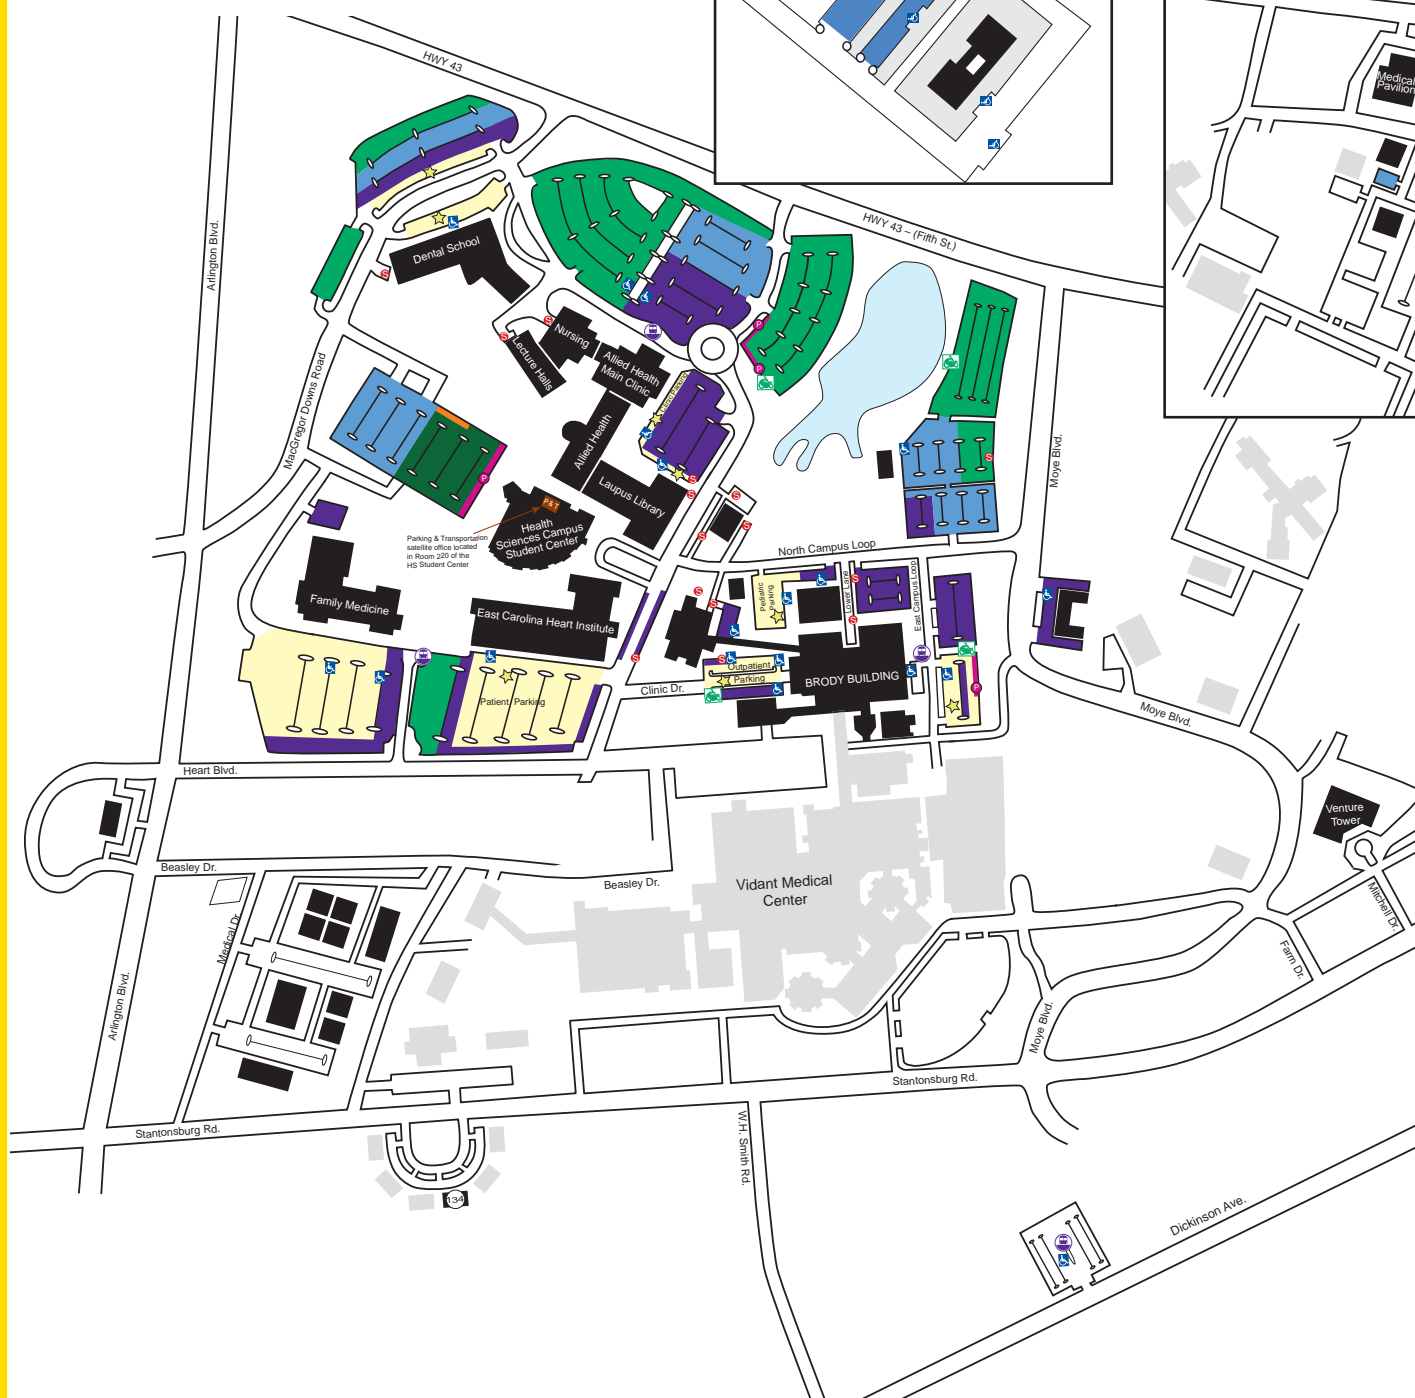 HWY 43
Medical
Pavilion
HWY 43 – (Fifth St.)
Arlington Blvd.
Dental School
S
S
S
Nursing
Lecture Halls
Allied Health
Main Clinic
P
P
Clinic Parking
MacGregor Downs Road
Allied Health
Laupus Library
Moye Blvd.
S
P
S
S
S
S
S
P & T
Parking & Transportation
satellite office located
in Room 220 of the
HS Student Center
Health
Sciences Campus
Student Center
North Campus Loop
Family Medicine
East Carolina Heart Institute
Pediatric
Parking
Lower Lane
East Campus Loop
S
S
S
S
S
S
Outpatient
Parking
BRODY BUILDING
P
Patient Parking
Clinic Dr.
Moye Blvd.
Heart Blvd.
Venture
Tower
Beasley Dr.
Beasley Dr.
Vidant Medical
Center
Medical Dr.
Mitchell Dr.
Farm Dr.
Arlington Blvd.
Moye Blvd.
Stantonsburg Rd.
Stantonsburg Rd.
W.H. Smith Rd.
134
Dickinson Ave.